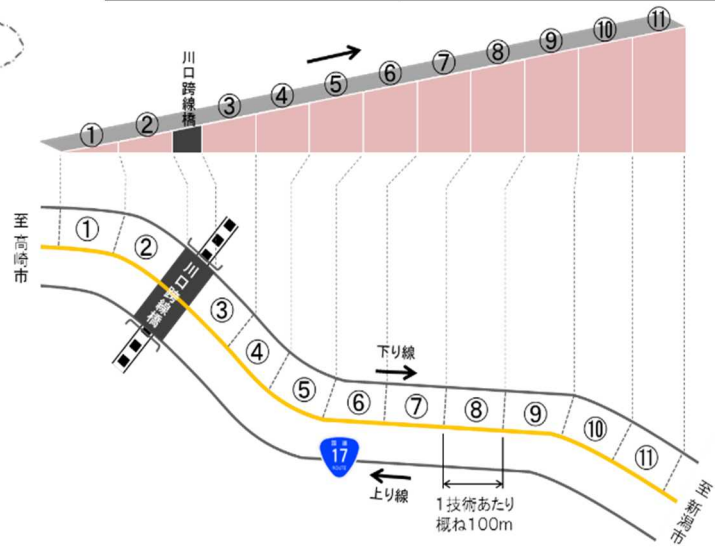 ① ② 川口跨線橋 ③ ④ ⑤ ⑥ ⑦ ⑧ ⑨ ⑩ ⑪
至 高崎市
① ② 川口跨線橋 ③ ④ ⑤ ⑥ ⑦ ⑧ ⑨ ⑩ ⑪
下り線
国道
17
ROUTE
上り線
1技術あたり
概ね100m
至 新潟市